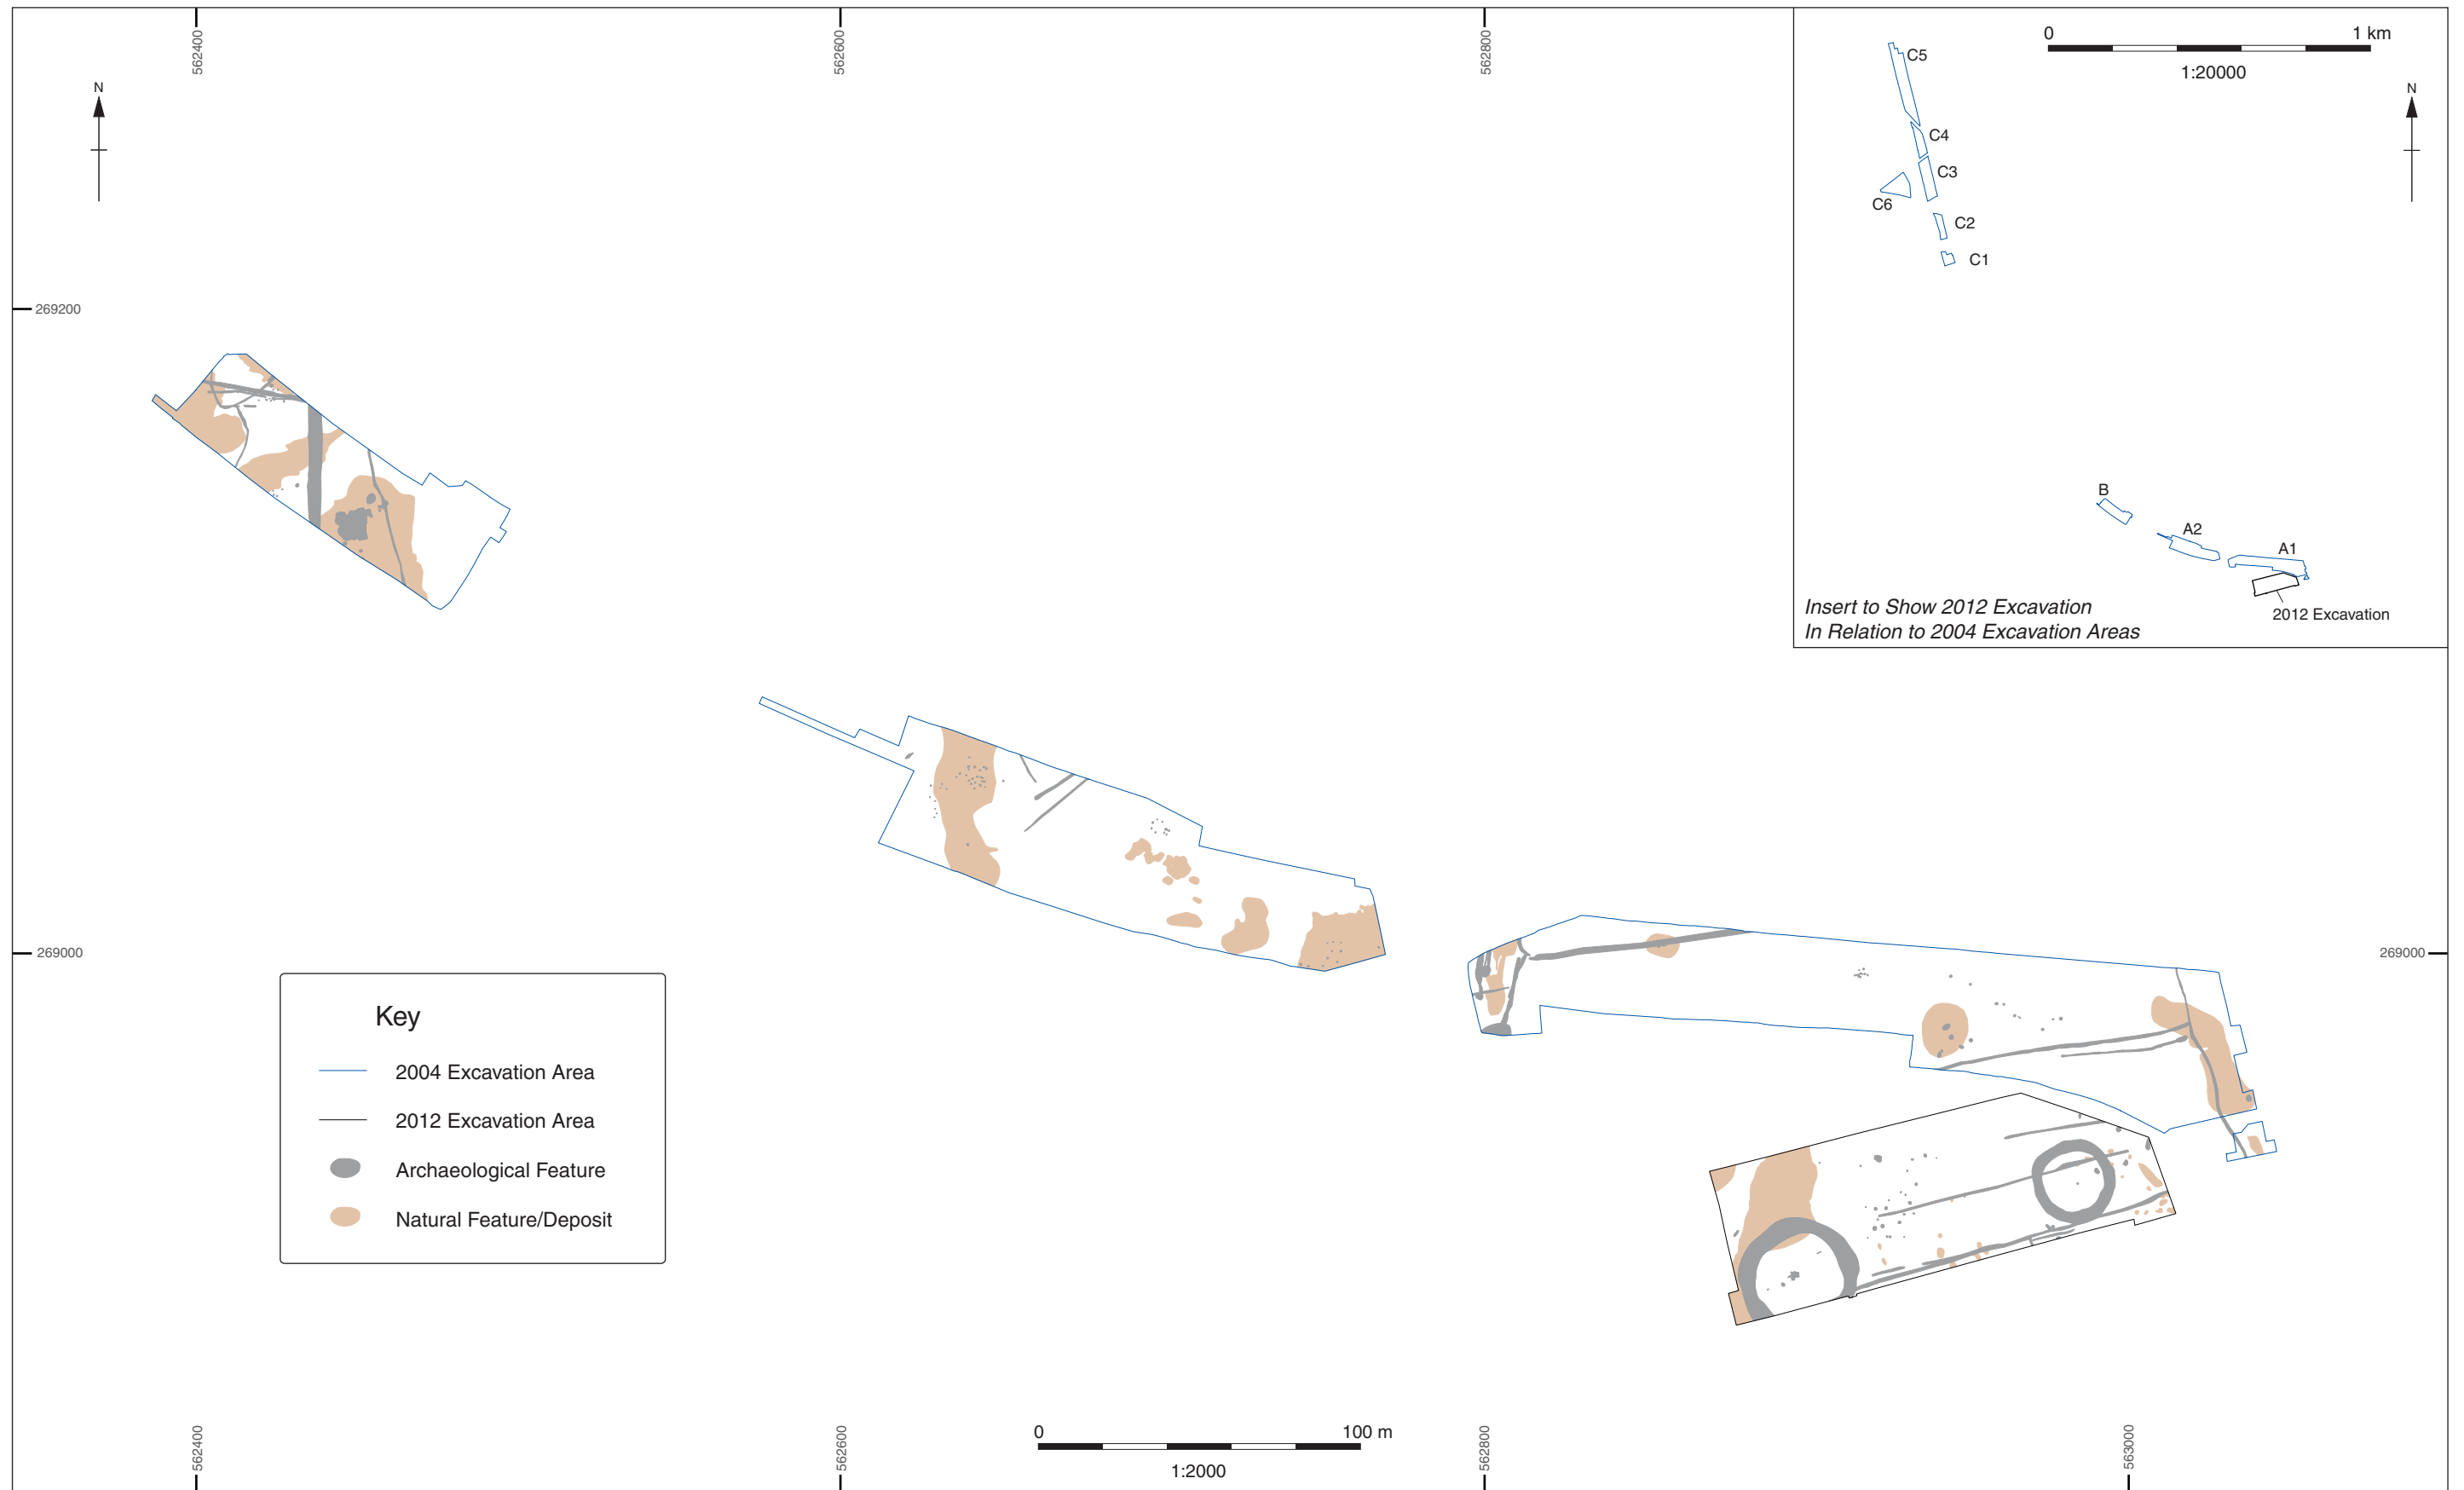 562400
562600
562800
N
269200
269000
269000
0
1 km
1:20000
N
C5
C4
C3
C6
C2
C1
B
A2
A1
2012 Excavation
Insert to Show 2012 Excavation
In Relation to 2004 Excavation Areas
Key
2004 Excavation Area
2012 Excavation Area
Archaeological Feature
Natural Feature/Deposit
0
100 m
1:2000
562400
562600
562800
563000